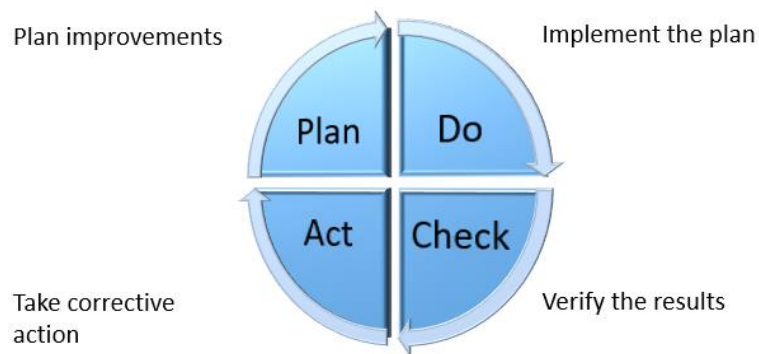 Plan improvements
Implement the plan
Plan
Do
Act
Check
Take corrective
action
Verify the results